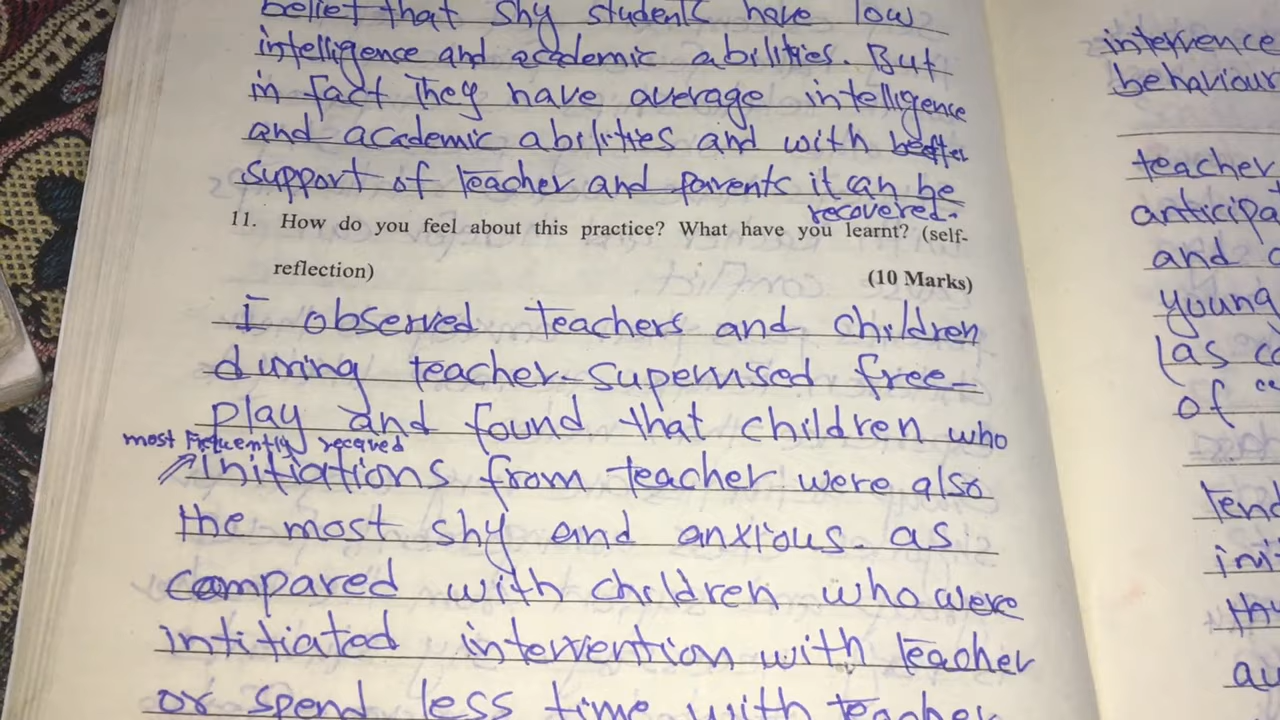 belief that shy students have low
intelligence and academic abilities. But
in fact They have average intelligence
and academic abilities and with better
support of teacher and parents it can be
recovered.
11. How do you feel about this practice? What have you learnt? (self-
reflection) (10 Marks)
I observed teachers and children
during teacher-supervised free-
play and found that children who
most frequently recaved
initiations from teacher were also
the most shy and anxious. as
compared with children who were
intitiated intervention with teacher
or spend less time with teacher
intervence
behaviour
teacher
anticipat
and
young
(as co
of
tend